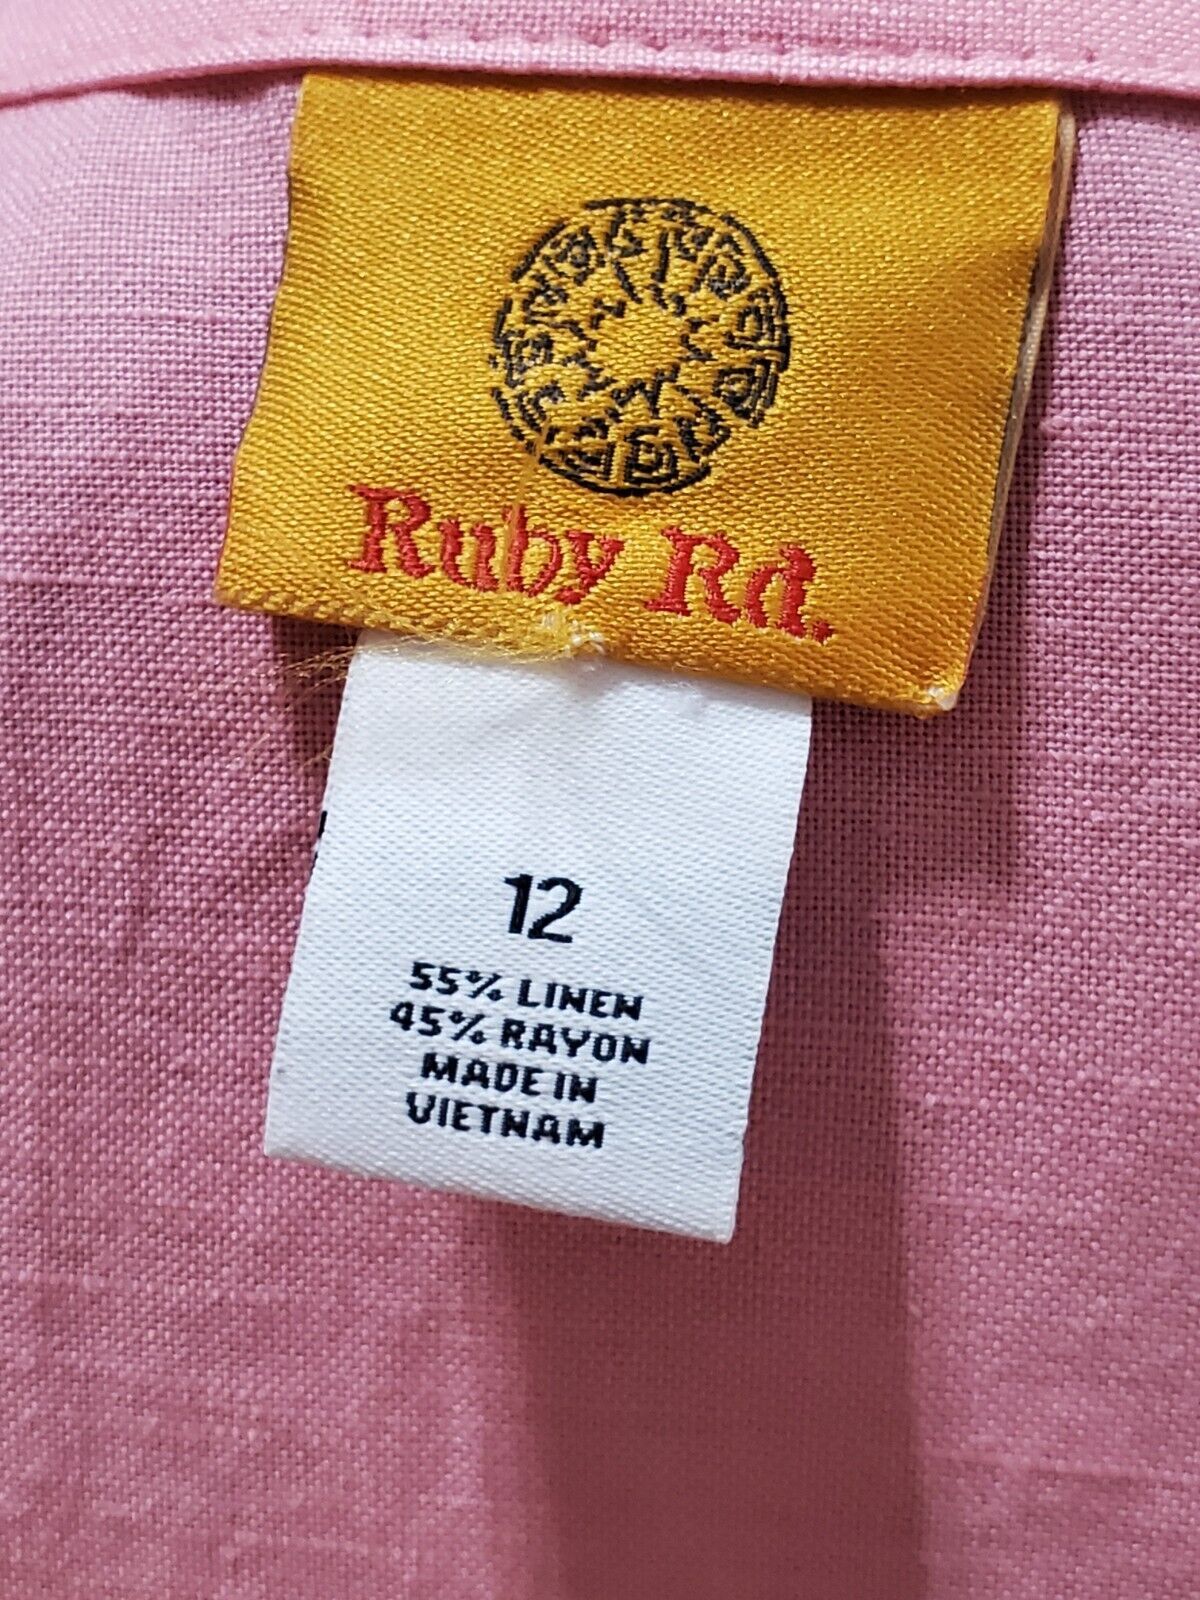 Ruby Rd.
12
55% LINEN
45% RAYON
MADE IN
VIETNAM